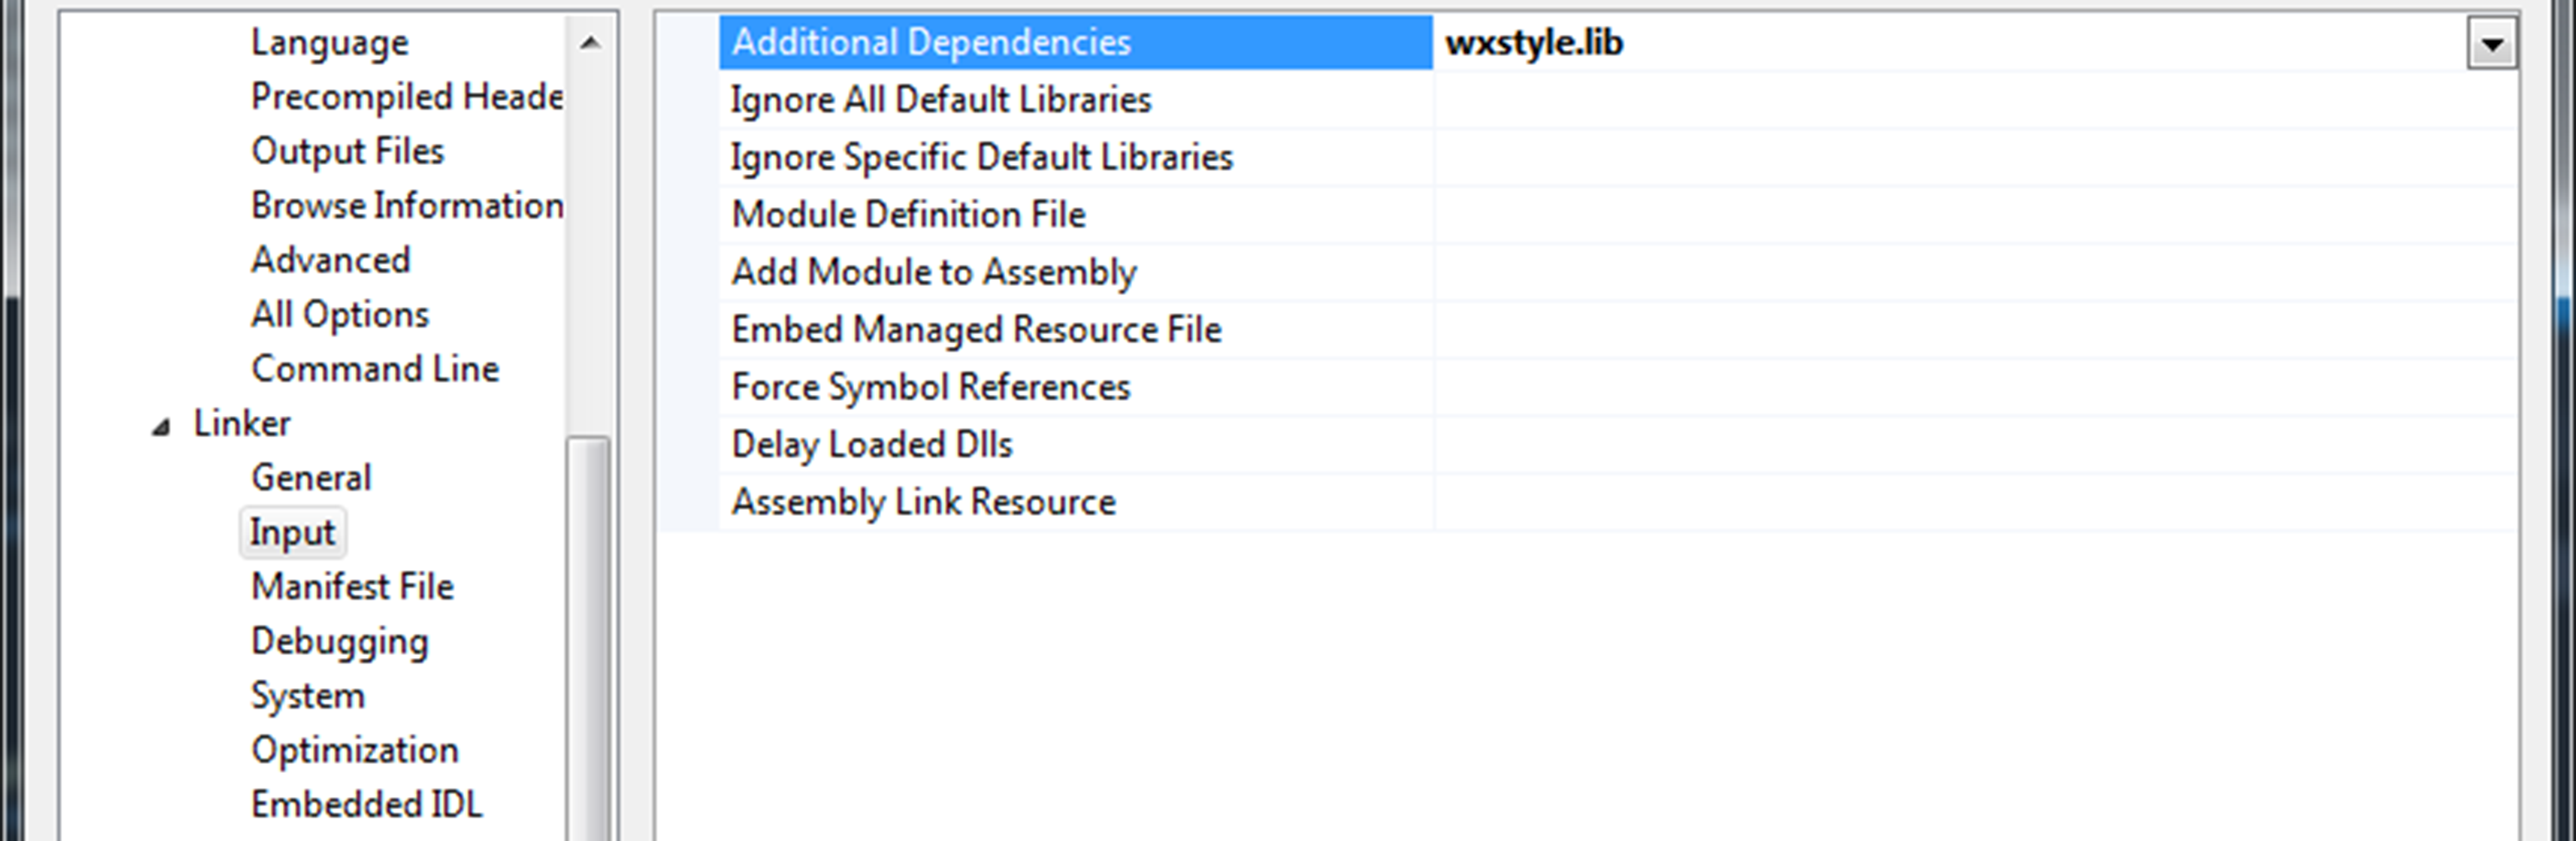 Language
Precompiled Heade
Output Files
Browse Information
Advanced
All Options
Command Line
Linker
General
Input
Manifest File
Debugging
System
Optimization
Embedded IDL
Additional Dependencies wxstyle.lib
Ignore All Default Libraries
Ignore Specific Default Libraries
Module Definition File
Add Module to Assembly
Embed Managed Resource File
Force Symbol References
Delay Loaded Dlls
Assembly Link Resource